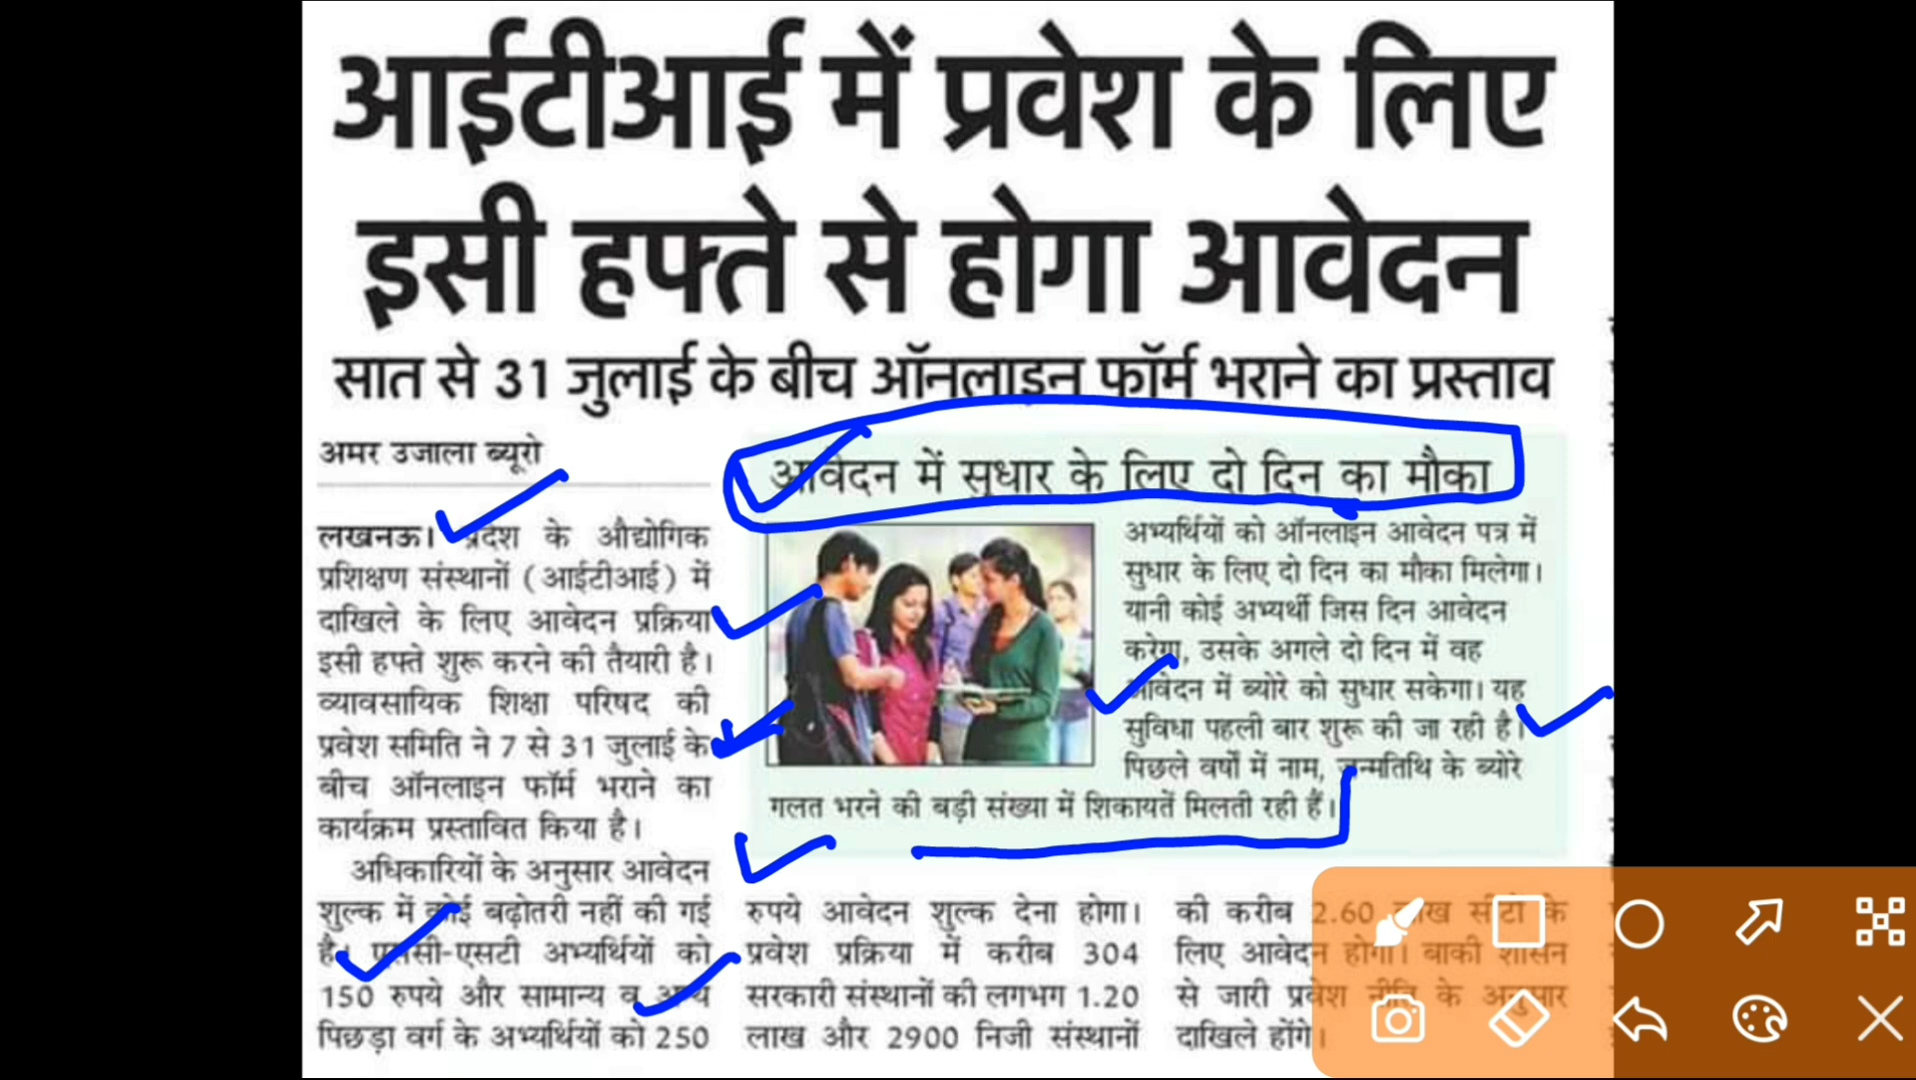 आईटीआई में प्रवेश के लिए
इसी हफ्ते से होगा आवेदन
सात से 31 जुलाई के बीच ऑनलाइन फॉर्म भराने का प्रस्ताव
अमर उजाला ब्यूरो
लखनऊ। प्रदेश के औद्योगिक
प्रशिक्षण संस्थानों (आईटीआई) में
दाखिले के लिए आवेदन प्रक्रिया
इसी हफ्ते शुरू करने की तैयारी है।
व्यावसायिक शिक्षा परिषद की
प्रवेश समिति ने 7 से 31 जुलाई के
बीच ऑनलाइन फॉर्म भराने का
कार्यक्रम प्रस्तावित किया है।
अधिकारियों के अनुसार आवेदन
शुल्क में कोई बढ़ोतरी नहीं की गई
है। एससी-एसटी अभ्यर्थियों को
150 रुपये और सामान्य व अन्य
पिछड़ा वर्ग के अभ्यर्थियों को 250
आवेदन में सुधार के लिए दो दिन का मौका
अभ्यर्थियों को ऑनलाइन आवेदन पत्र में
सुधार के लिए दो दिन का मौका मिलेगा।
यानी कोई अभ्यर्थी जिस दिन आवेदन
करेगा, उसके अगले दो दिन में वह
आवेदन में ब्योरे को सुधार सकेगा। यह
सुविधा पहली बार शुरू की जा रही है।
पिछले वर्षों में नाम, जन्मतिथि के ब्योरे
गलत भरने की बड़ी संख्या में शिकायतें मिलती रही हैं।
रुपये आवेदन शुल्क देना होगा।
प्रवेश प्रक्रिया में करीब 304
सरकारी संस्थानों की लगभग 1.20
लाख और 2900 निजी संस्थानों
की करीब 2.60 लाख सीटों के
लिए आवेदन होगा। बाकी शासन
से जारी प्रवेश नीति के अनुसार
दाखिले होंगे।